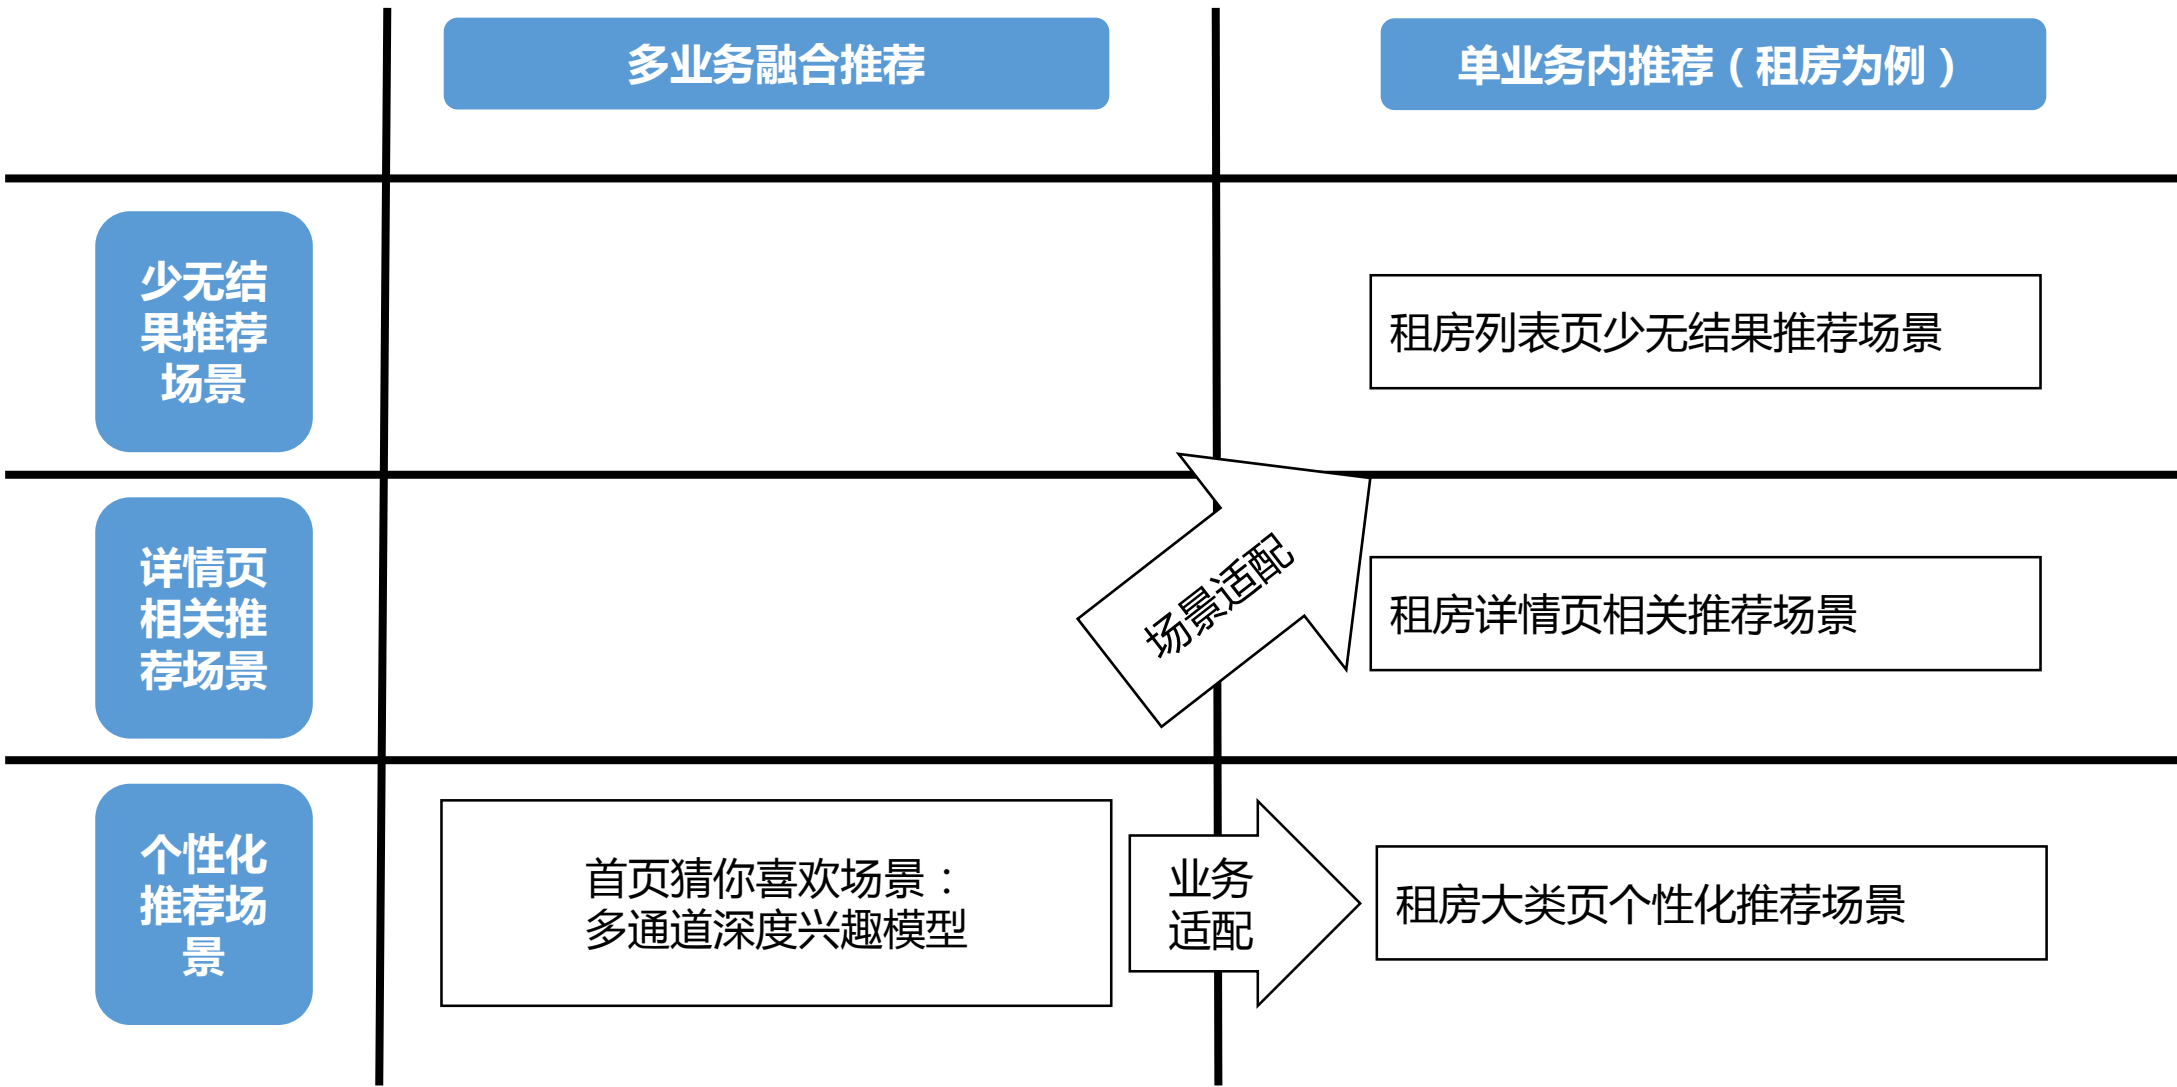 多业务融合推荐
单业务内推荐（租房为例）
少无结
果推荐
场景
租房列表页少无结果推荐场景
详情页
相关推
荐场景
场景适配
租房详情页相关推荐场景
个性化
推荐场
景
首页猜你喜欢场景：
多通道深度兴趣模型
业务
适配
租房大类页个性化推荐场景